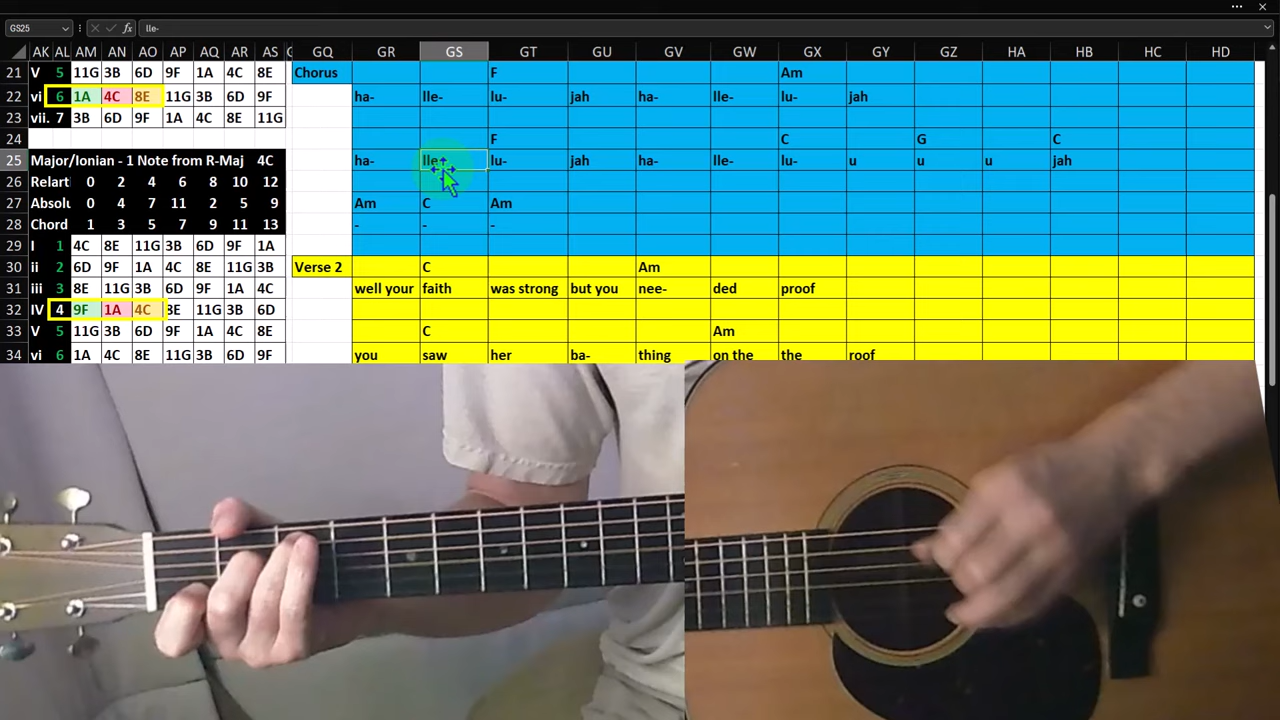 GS25 fx lle-
AK AL AM AN AO AP AQ AR AS GQ GR GS GT GU GV GW GX GY GZ HA HB HC HD
21 V 5 11G 3B 6D 9F 1A 4C 8E Chorus F Am
22 vi 6 1A 4C 8E 11G 3B 6D 9F ha- lle- lu- jah ha- lle- lu- jah
23 vii. 7 3B 6D 9F 1A 4C 8E 11G
24 F C G C
25 Major/Ionian - 1 Note from R-Maj 4C ha- lle- lu- jah ha- lle- lu- u u u jah
26 Relart 0 2 4 6 8 10 12
27 Absolu 0 4 7 11 2 5 9 Am C Am
28 Chord 1 3 5 7 9 11 13 - - -
29 I 1 4C 8E 11G 3B 6D 9F 1A
30 ii 2 6D 9F 1A 4C 8E 11G 3B Verse 2 C Am
31 iii 3 8E 11G 3B 6D 9F 1A 4C well your faith was strong but you nee- ded proof
32 IV 4 9F 1A 4C 8E 11G 3B 6D
33 V 5 11G 3B 6D 9F 1A 4C 8E C Am
34 vi 6 1A 4C 8E 11G 3B 6D 9F you saw her ba- thing on the the roof